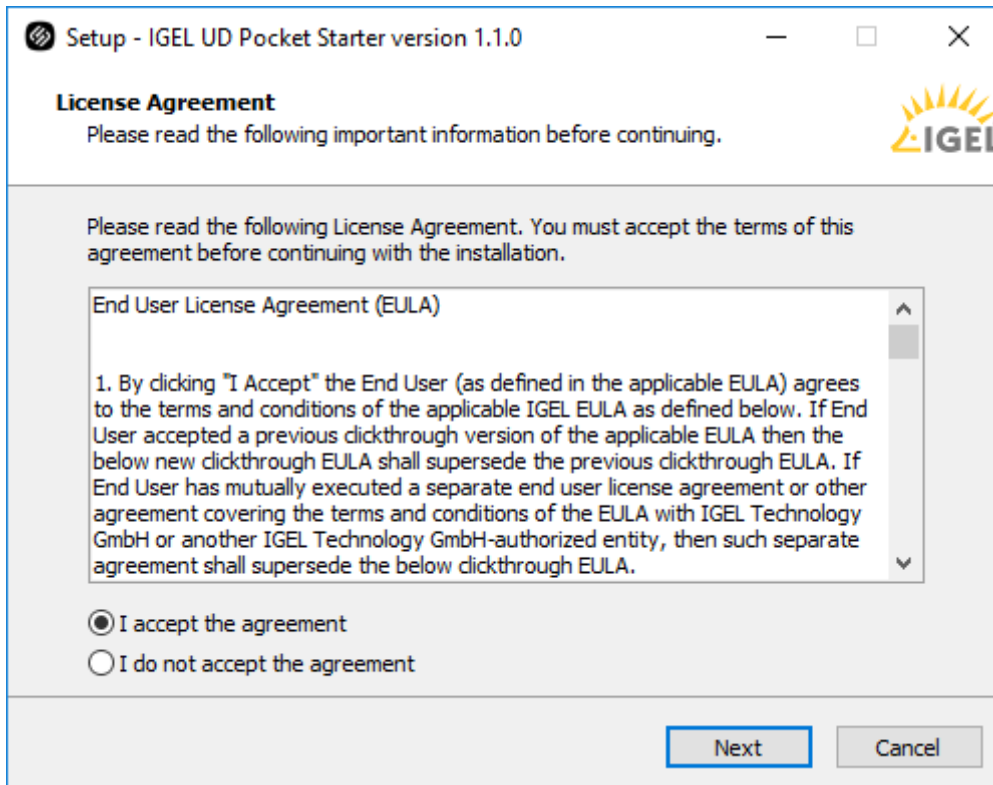 Setup - IGEL UD Pocket Starter version 1.1.0
License Agreement
Please read the following important information before continuing.
IGEL
Please read the following License Agreement. You must accept the terms of this
agreement before continuing with the installation.
End User License Agreement (EULA)
1. By clicking "I Accept" the End User (as defined in the applicable EULA) agrees
to the terms and conditions of the applicable IGEL EULA as defined below. If End
User accepted a previous clickthrough version of the applicable EULA then the
below new clickthrough EULA shall supersede the previous clickthrough EULA. If
End User has mutually executed a separate end user license agreement or other
agreement covering the terms and conditions of the EULA with IGEL Technology
GmbH or another IGEL Technology GmbH-authorized entity, then such separate
agreement shall supersede the below clickthrough EULA.
I accept the agreement
I do not accept the agreement
Next
Cancel